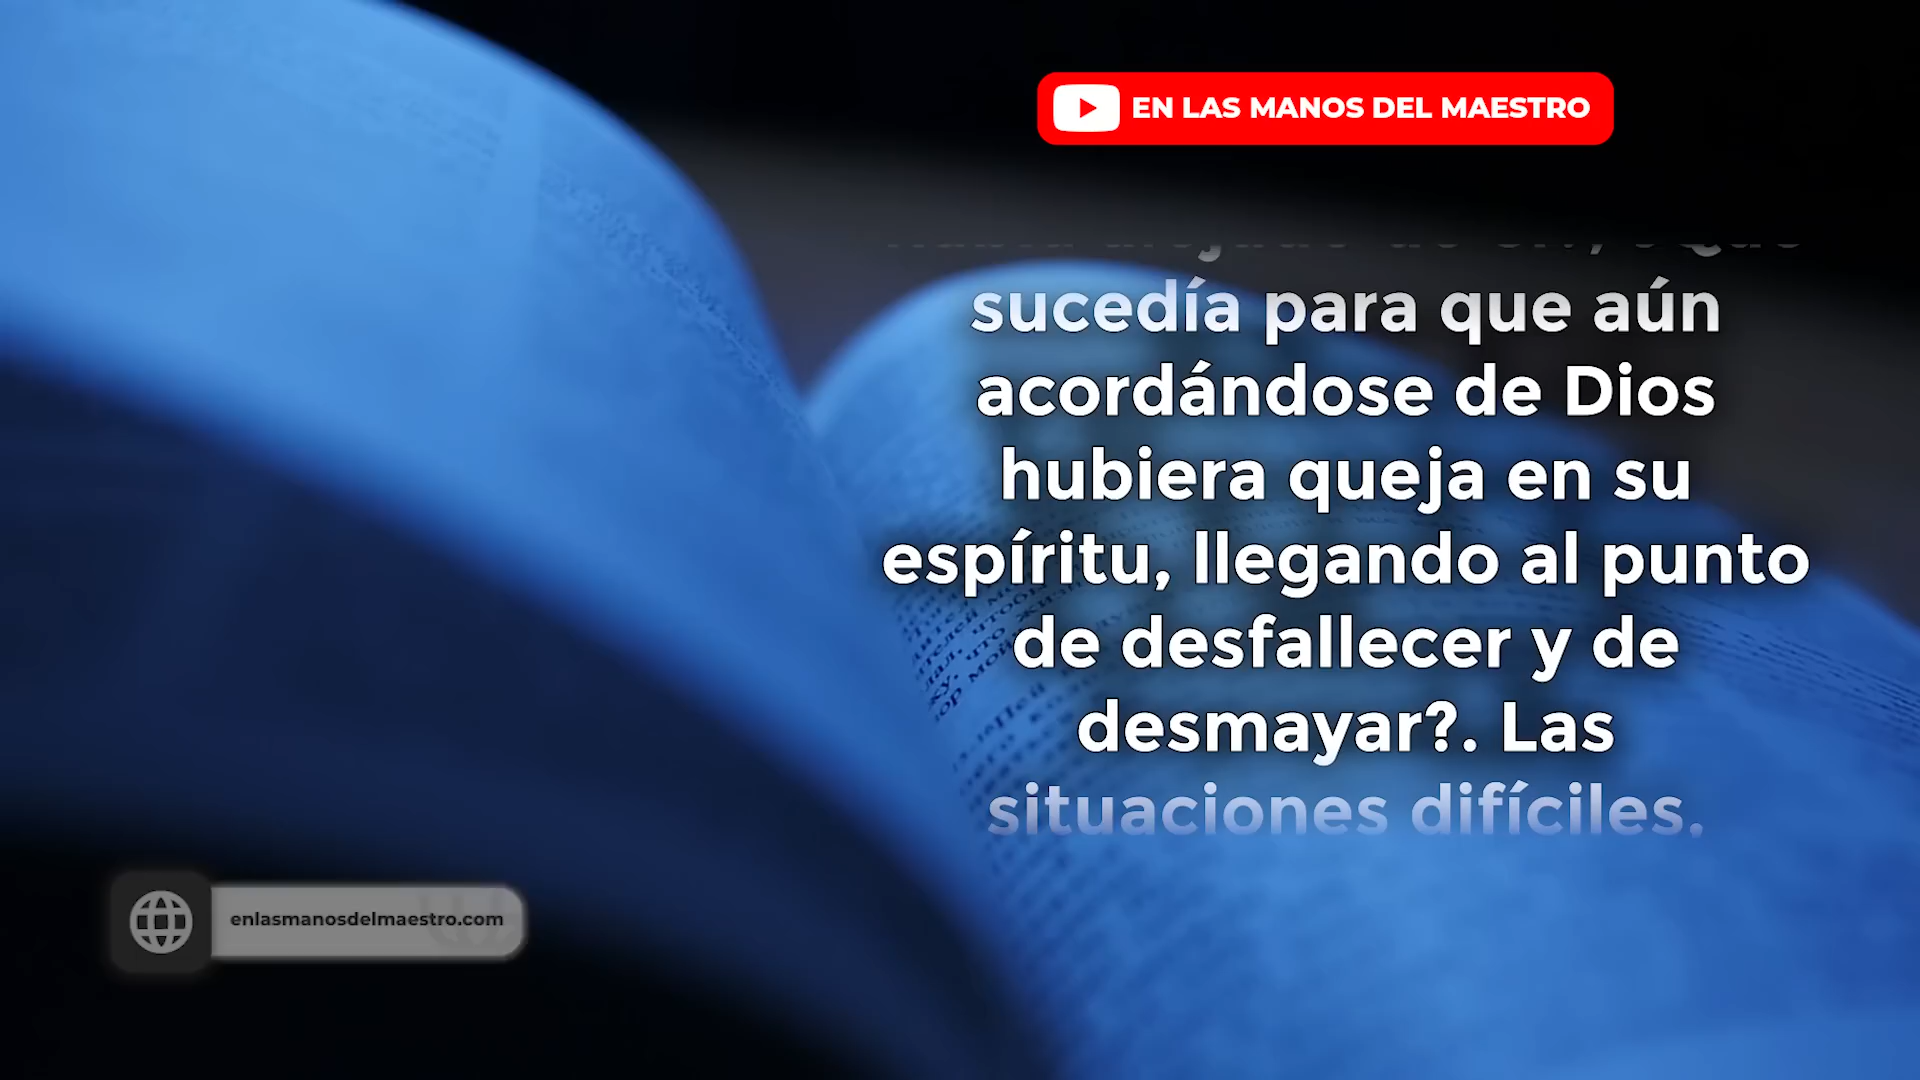 EN LAS MANOS DEL MAESTRO
sucedía para que aún
acordándose de Dios
hubiera queja en su
espíritu, llegando al punto
de desfallecer y de
desmayar?. Las
situaciones difíciles.
enlasmanosdelmaestro.com